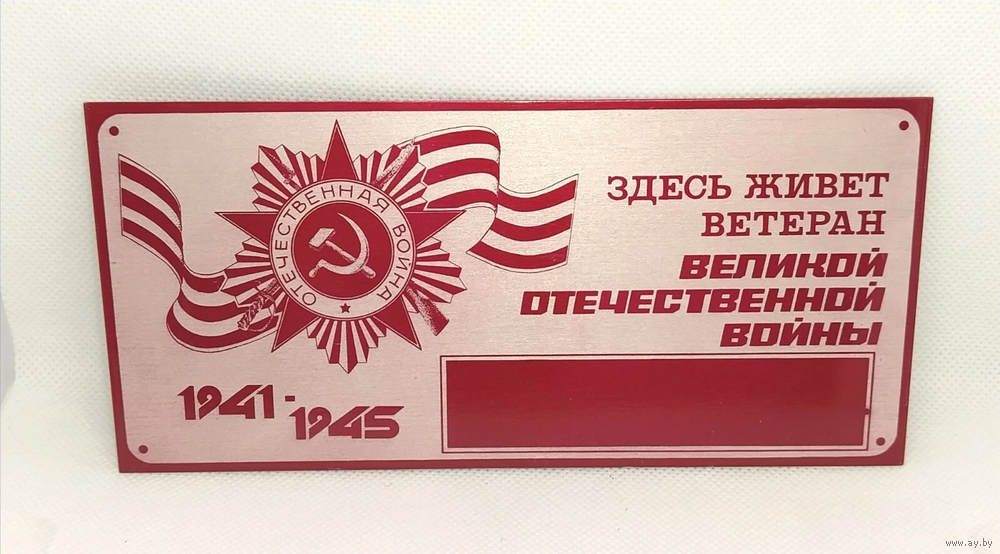 ОТЕЧЕСТВЕННАЯ ВОЙНА
ЗДЕСЬ ЖИВЕТ
ВЕТЕРАН
ВЕЛИКОЙ
ОТЕЧЕСТВЕННОЙ
ВОЙНЫ
1941-
1945
www.ay.by